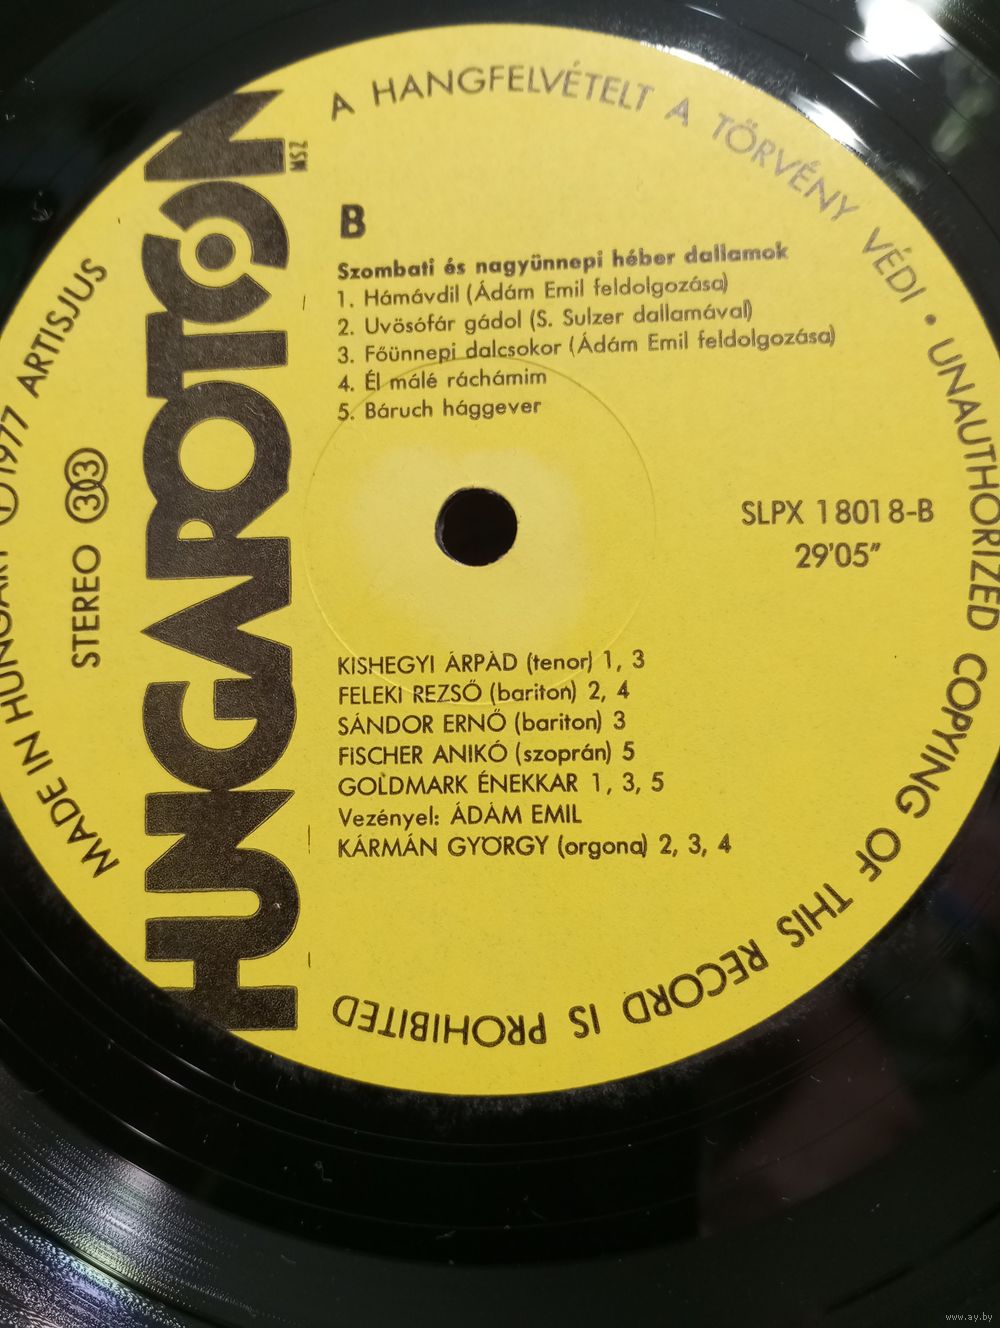 A HANGFELVÉTELT A TÖRVÉNY VÉDI • UNAUTHORIZED COPYING OF THIS RECORD IS PROHIBITED
MADE IN HUNGARY Ⓟ 1977 ARTISJUS
STEREO 33
HUNGAROTON
MSZ
B
Szombati és nagyünnepi héber dallamok
1. Hámávdil (Ádám Emil feldolgozása)
2. Uvösófár gádol (S. Sulzer dallamával)
3. Főünnepi dalcsokor (Ádám Emil feldolgozása)
4. Él málé ráchámim
5. Báruch hággever
SLPX 18018-B
29'05"
KISHEGYI ÁRPÁD (tenor) 1, 3
FELEKI REZSŐ (bariton) 2, 4
SÁNDOR ERNŐ (bariton) 3
FISCHER ANIKÓ (szoprán) 5
GOLDMARK ÉNEKKAR 1, 3, 5
Vezényel: ÁDÁM EMIL
KÁRMÁN GYÖRGY (orgona) 2, 3, 4
www.ay.by